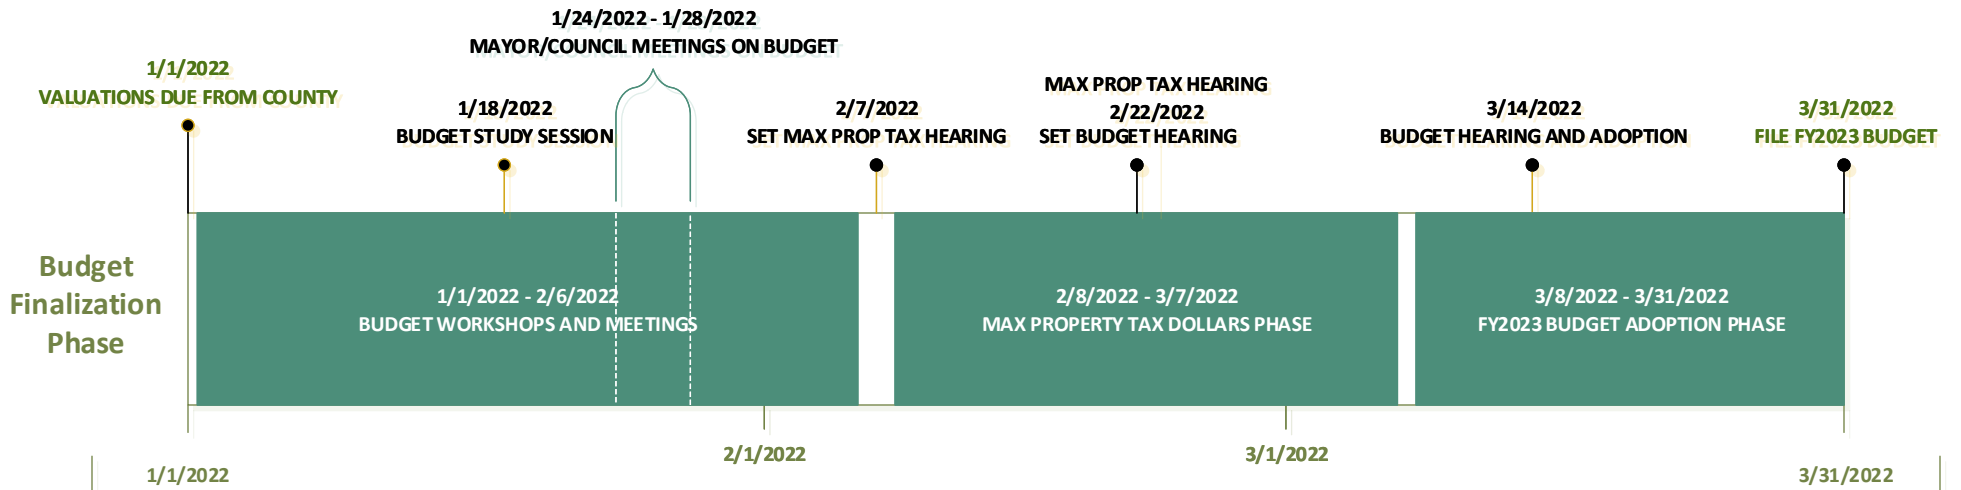 1/24/2022 - 1/28/2022
MAYOR/COUNCIL MEETINGS ON BUDGET
1/1/2022
VALUATIONS DUE FROM COUNTY
1/18/2022
BUDGET STUDY SESSION
2/7/2022
SET MAX PROP TAX HEARING
MAX PROP TAX HEARING
2/22/2022
SET BUDGET HEARING
3/14/2022
BUDGET HEARING AND ADOPTION
3/31/2022
FILE FY2023 BUDGET
Budget
Finalization
Phase
1/1/2022 - 2/6/2022
BUDGET WORKSHOPS AND MEETINGS
2/8/2022 - 3/7/2022
MAX PROPERTY TAX DOLLARS PHASE
3/8/2022 - 3/31/2022
FY2023 BUDGET ADOPTION PHASE
2/1/2022
3/1/2022
1/1/2022
3/31/2022